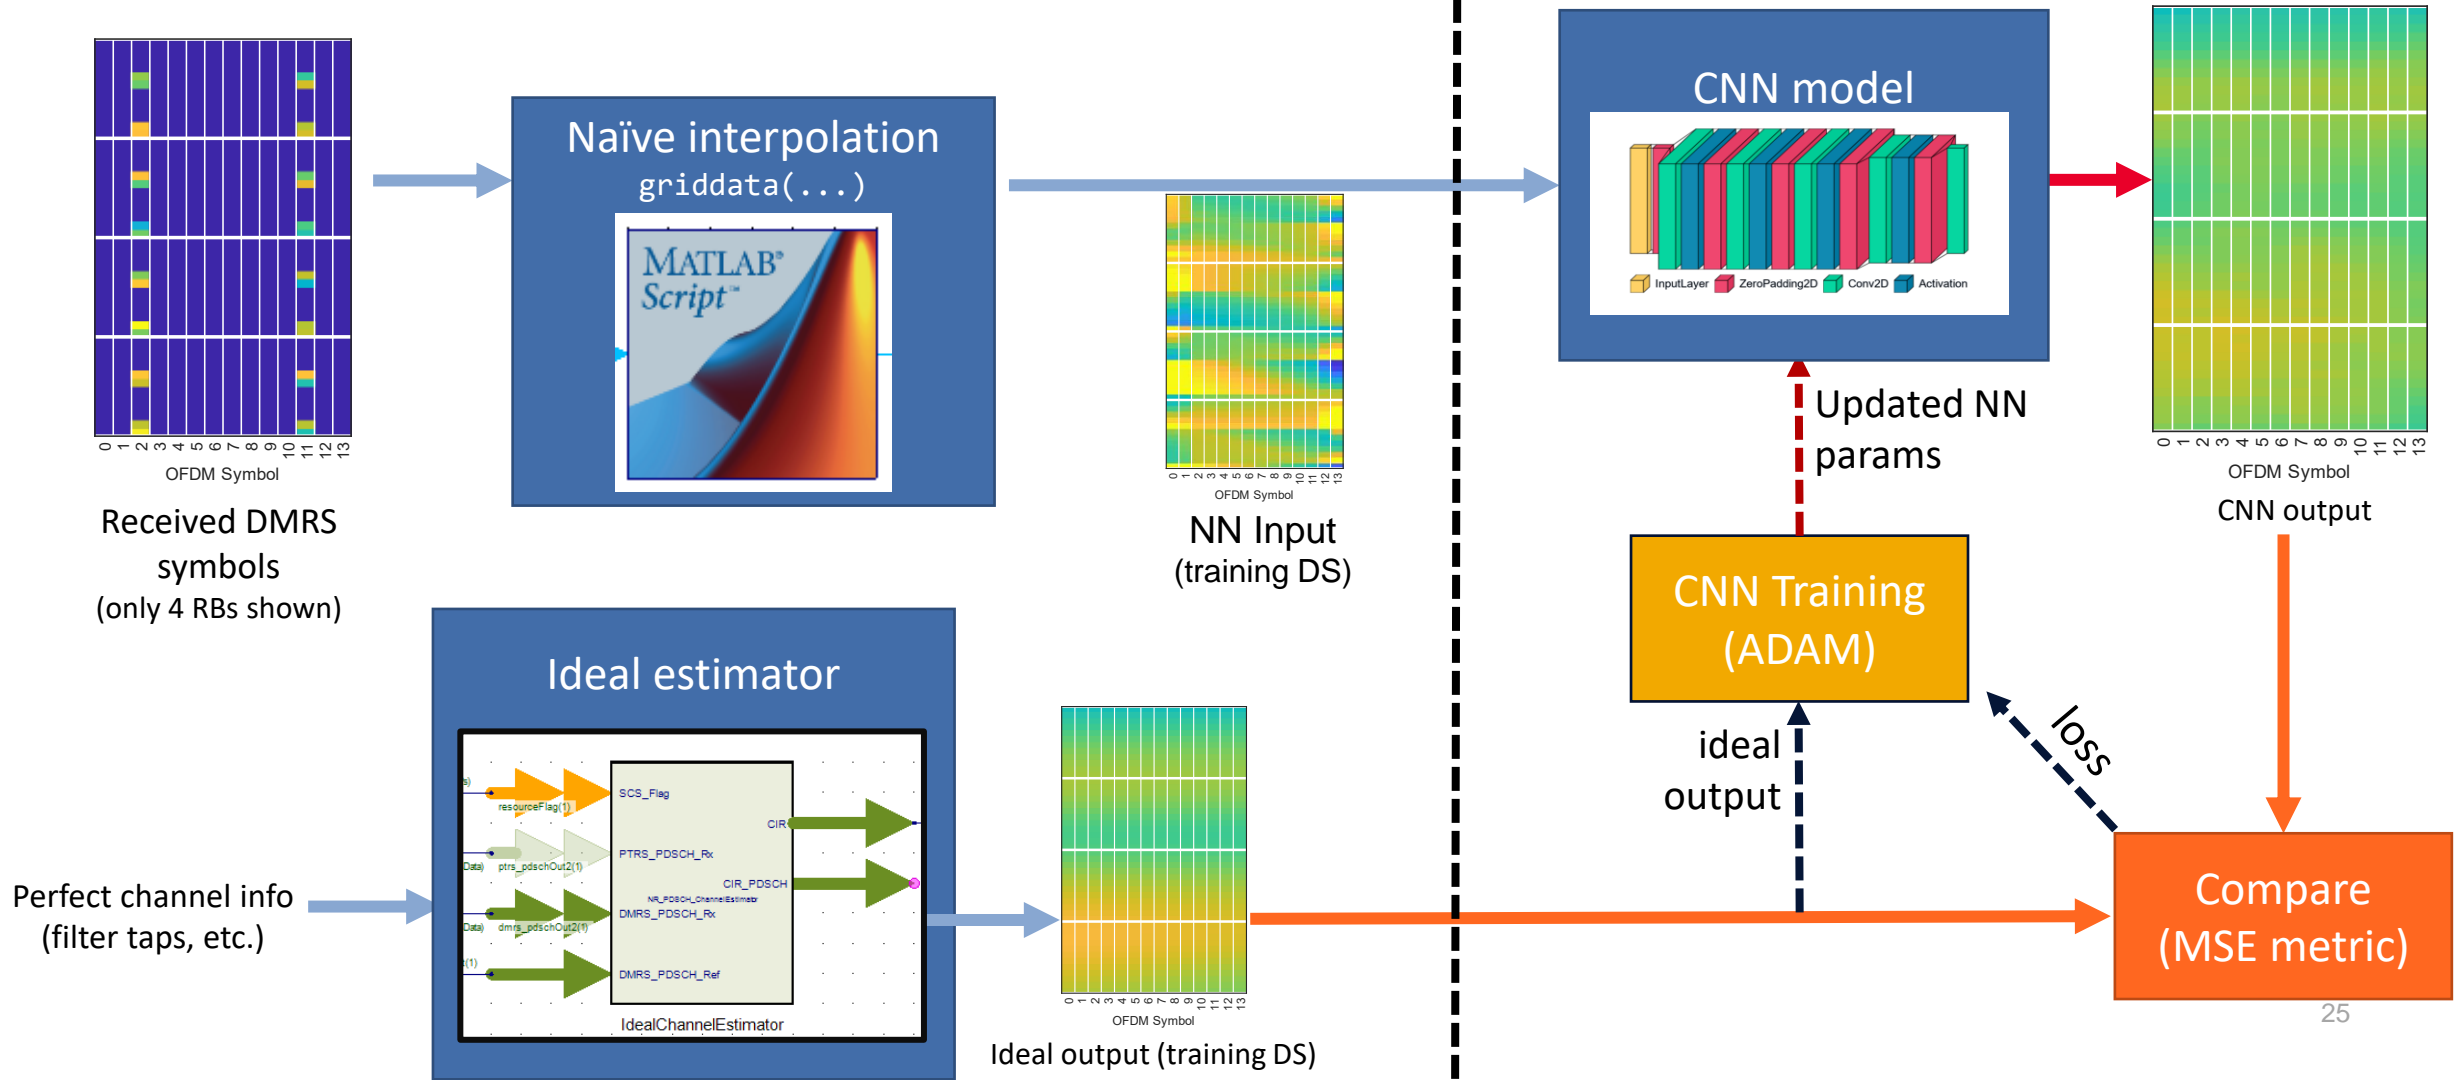 0 1 2 3 4 5 6 7 8 9 10 11 12 13
OFDM Symbol
Received DMRS
symbols
(only 4 RBs shown)
Naïve interpolation
griddata(...)
MATLAB®
Script™
0 1 2 3 4 5 6 7 8 9 10 11 12 13
OFDM Symbol
NN Input
(training DS)
CNN model
InputLayer ZeroPadding2D Conv2D Activation
0 1 2 3 4 5 6 7 8 9 10 11 12 13
OFDM Symbol
CNN output
Updated NN
params
CNN Training
(ADAM)
ideal
output
loss
Compare
(MSE metric)
25
Perfect channel info
(filter taps, etc.)
Ideal estimator
s)
resourceFlag(1)
SCS_Flag
CIR
Data)
ptrs_pdschOut2(1)
PTRS_PDSCH_Rx
CIR_PDSCH
NR_PDSCH_ChannelEstimator
Data)
dmrs_pdschOut2(1)
DMRS_PDSCH_Rx
t(1)
DMRS_PDSCH_Ref
IdealChannelEstimator
0 1 2 3 4 5 6 7 8 9 10 11 12 13
OFDM Symbol
Ideal output (training DS)